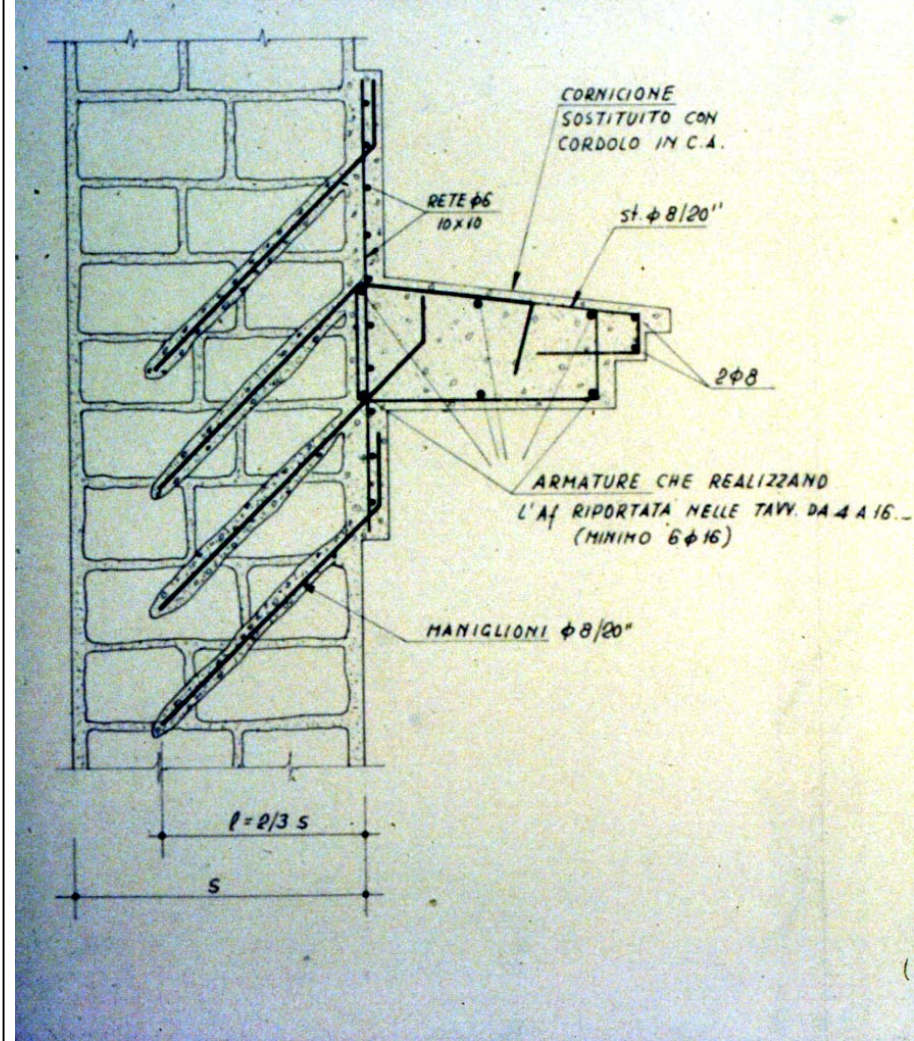 CORNICIONE
SOSTITUITO CON
CORDOLO IN C.A.
RETE ϕ6
10x10
st. ϕ 8/20"
2ϕ8
ARMATURE CHE REALIZZANO
L'Af RIPORTATA NELLE TAVV. DA 4 A 16.
(MINIMO 6ϕ16)
MANIGLIONI ϕ8/20"
l=2/3 S
S